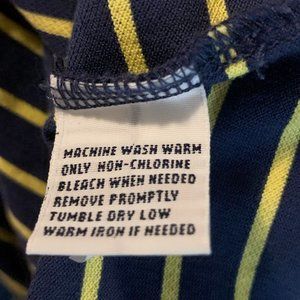 MACHINE WASH WARM
ONLY NON-CHLORINE
BLEACH WHEN NEEDED
REMOVE PROMPTLY
TUMBLE DRY LOW
WARM IRON IF NEEDED